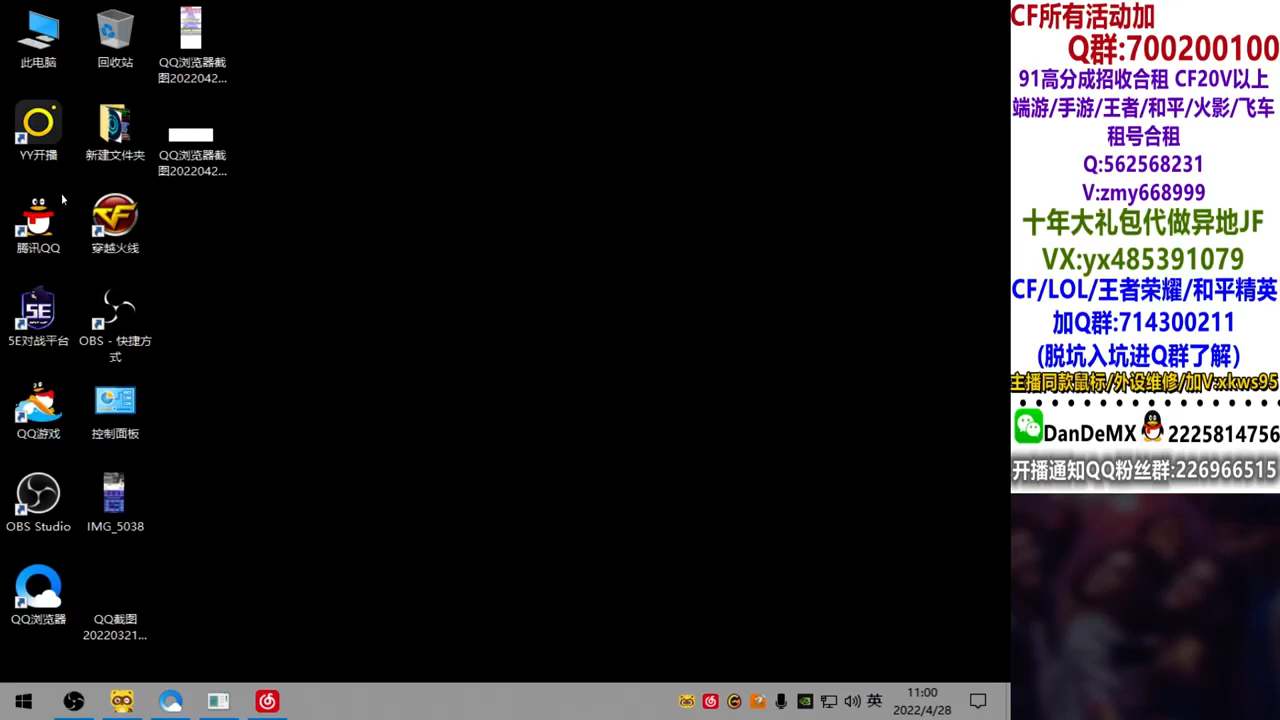 此电脑
回收站
QQ浏览器截图2022042...
YY开播
新建文件夹
QQ浏览器截图2022042...
腾讯QQ
穿越火线
5E对战平台
OBS - 快捷方式
QQ游戏
控制面板
OBS Studio
IMG_5038
QQ浏览器
QQ截图20220321...
英
11:00
2022/4/28
CF所有活动加
Q群:700200100
91高分成招收合租 CF20V以上
端游/手游/王者/和平/火影/飞车
租号合租
Q:562568231
V:zmy668999
十年大礼包代做异地JF
VX:yx485391079
CF/LOL/王者荣耀/和平精英
加Q群:714300211
(脱坑入坑进Q群了解)
主播同款鼠标/外设维修/加V:xkws95
DanDeMX 2225814756
开播通知QQ粉丝群:226966515